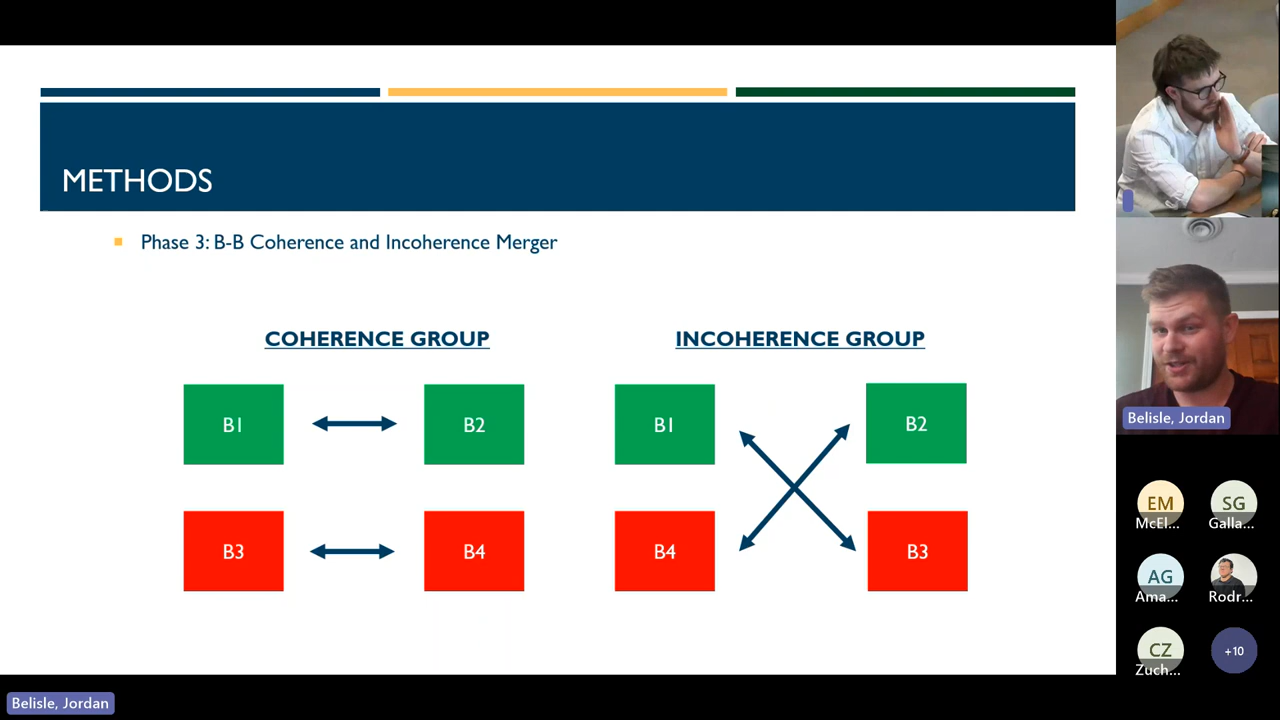 METHODS
Phase 3: B-B Coherence and Incoherence Merger
COHERENCE GROUP
INCOHERENCE GROUP
B1
B2
B1
B2
B3
B4
B4
B3
Belisle, Jordan
EM
SG
McEl...
Galla...
AG
Ama...
Rodr...
CZ
+10
Zuch...
Belisle, Jordan